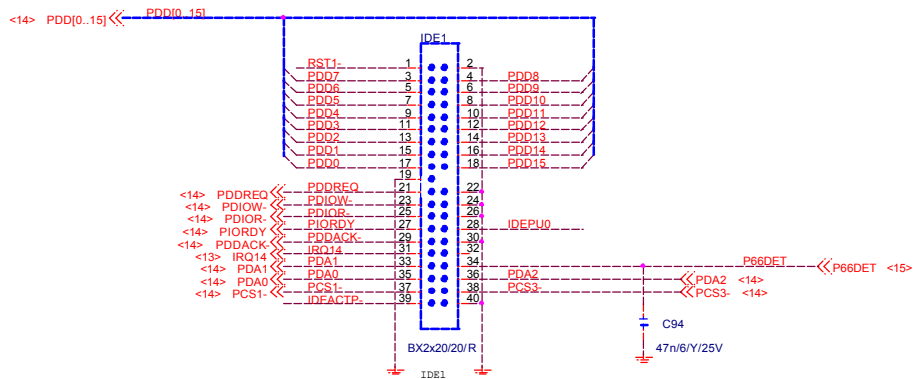 <14> PDD[0..15] PDD[0..15]
IDE1
RST1- 1 2
PDD7 3 4 PDD8
PDD6 5 6 PDD9
PDD5 7 8 PDD10
PDD4 9 10 PDD11
PDD3 11 12 PDD12
PDD2 13 14 PDD13
PDD1 15 16 PDD14
PDD0 17 18 PDD15
19
<14> PDDREQ PDDREQ 21 22
<14> PDIOW- PDIOW- 23 24
<14> PDIOR- PDIOR- 25 26
<14> PIORDY PIORDY 27 28 IDEPU0
<14> PDDACK- PDDACK- 29 30
<13> IRQ14 IRQ14 31 32
<14> PDA1 PDA1 33 34 P66DET P66DET <15>
<14> PDA0 PDA0 35 36 PDA2 PDA2 <14>
<14> PCS1- PCS1- 37 38 PCS3- PCS3- <14>
IDEACTP- 39 40
C94
BX2x20/20/R 47n/6/Y/25V
IDE1